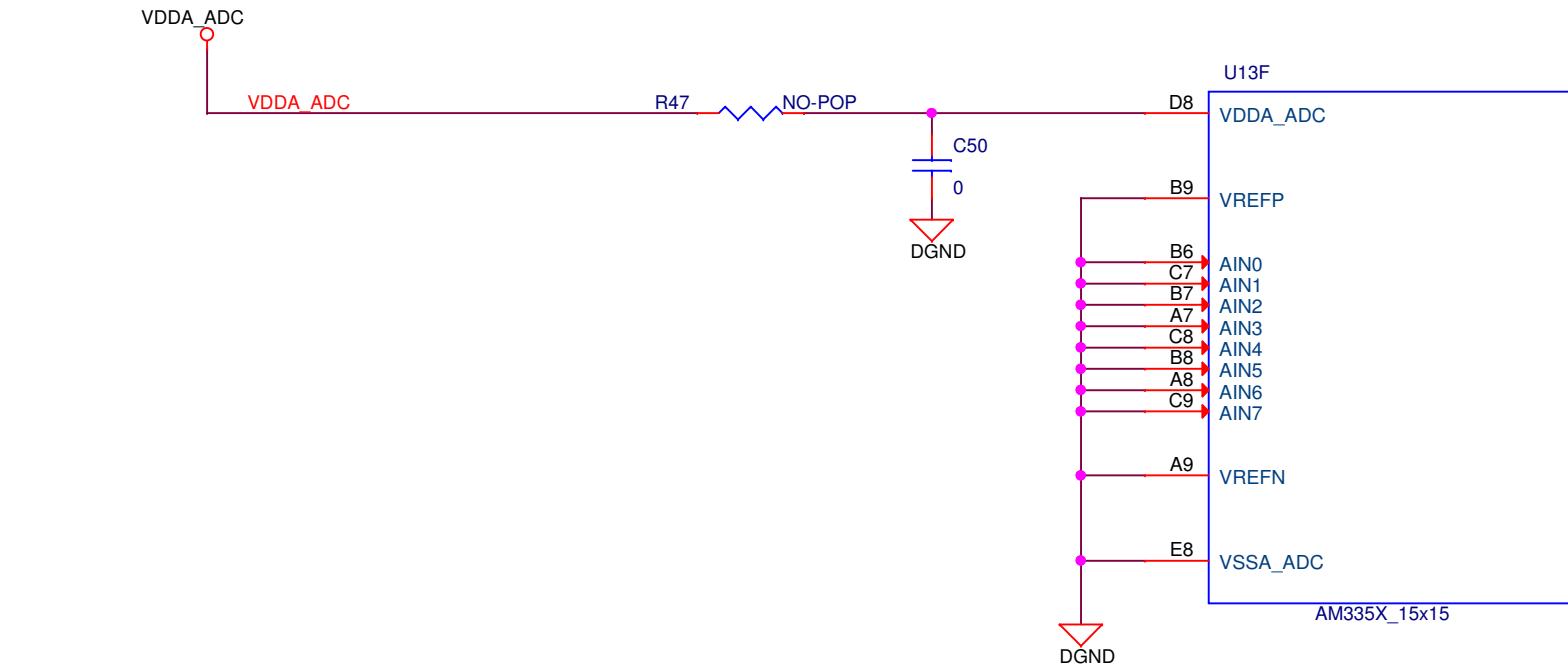 VDDA_ADC
U13F
VDDA_ADC R47 NO-POP D8 VDDA_ADC
C50
0
DGND
B9 VREFP
B6 AIN0
C7 AIN1
B7 AIN2
A7 AIN3
C8 AIN4
B8 AIN5
A8 AIN6
C9 AIN7
A9 VREFN
E8 VSSA_ADC
AM335X_15x15
DGND